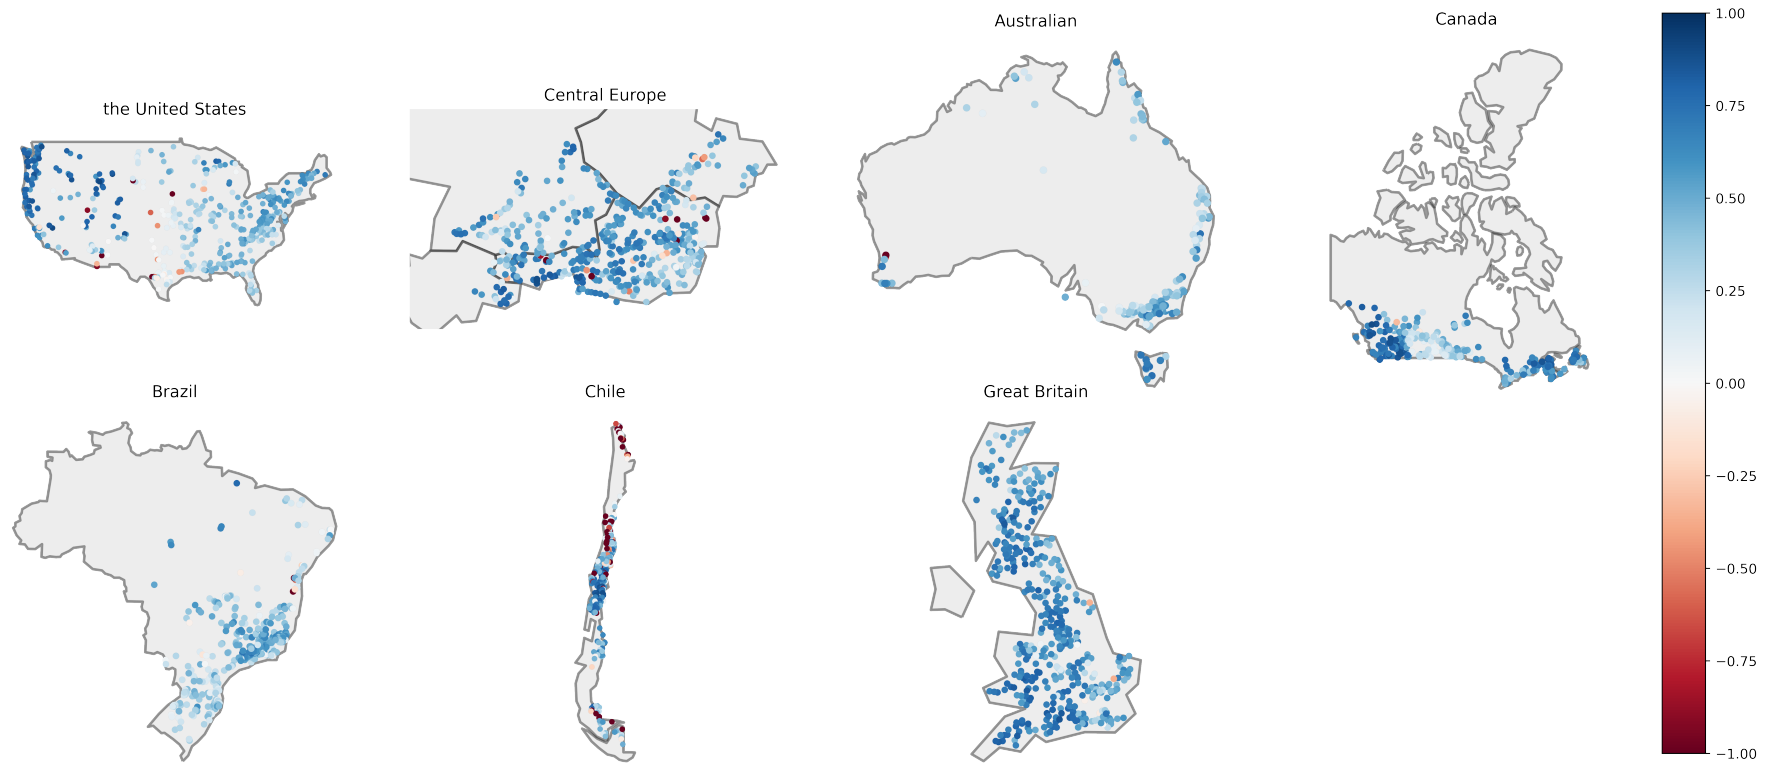 the United States
Central Europe
Australian
Canada
Brazil
Chile
Great Britain
1.00
0.75
0.50
0.25
0.00
−0.25
−0.50
−0.75
−1.00